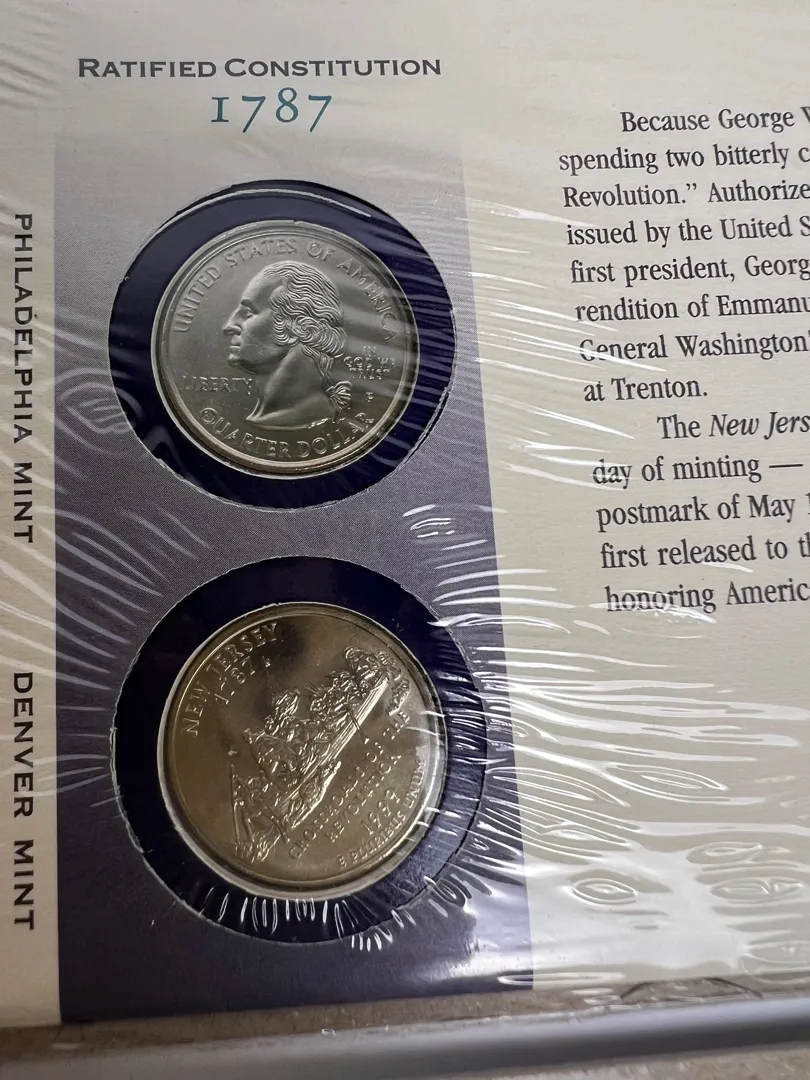 RATIFIED CONSTITUTION
1787
PHILADELPHIA MINT
UNITED STATES OF AMERICA
LIBERTY
IN
GOD WE
TRUST
P
QUARTER DOLLAR
DENVER MINT
NEW JERSEY
1787
CROSSROADS OF THE
REVOLUTION
1999
E PLURIBUS UNUM
Because George
spending two bitterly
Revolution.” Authorize
issued by the United S
first president, Georg
rendition of Emmanu
General Washington'
at Trenton.
The New Jers
day of minting —
postmark of May
first released to th
honoring Americ